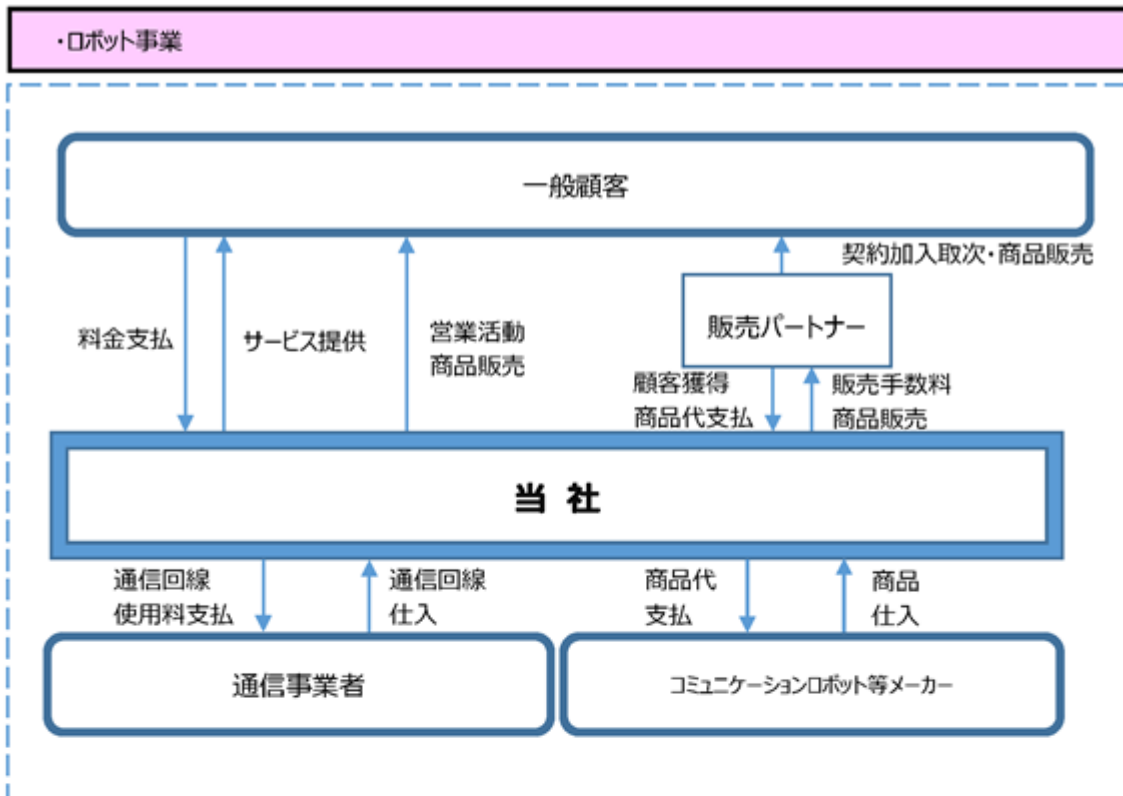 ・ロボット事業
一般顧客
契約加入取次・商品販売
料金支払
サービス提供
営業活動
商品販売
販売パートナー
顧客獲得
商品代支払
販売手数料
商品販売
当 社
通信回線
使用料支払
通信回線
仕入
商品代
支払
商品
仕入
通信事業者
コミュニケーションロボット等メーカー